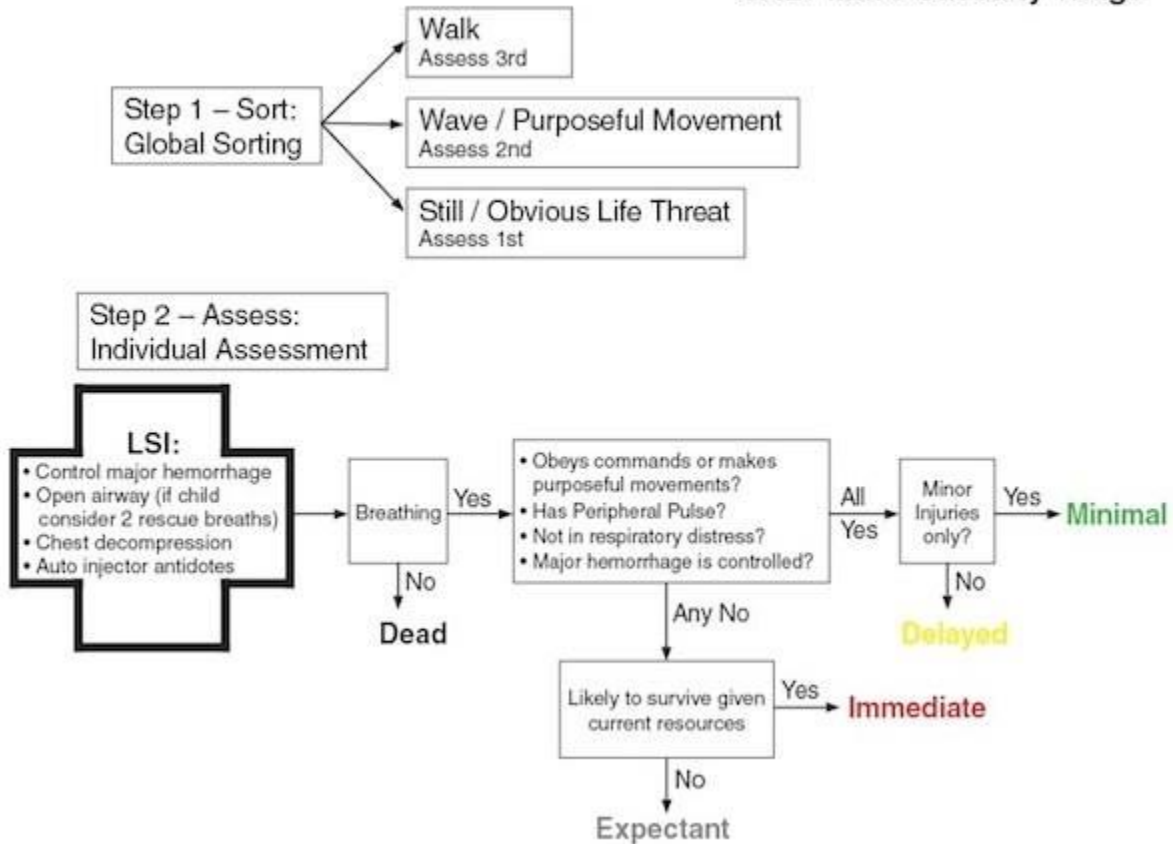 Walk
Assess 3rd
Step 1 – Sort:
Global Sorting
Wave / Purposeful Movement
Assess 2nd
Still / Obvious Life Threat
Assess 1st
Step 2 – Assess:
Individual Assessment
LSI:
• Control major hemorrhage
• Open airway (if child
consider 2 rescue breaths)
• Chest decompression
• Auto injector antidotes
Breathing
Yes
No
Dead
• Obeys commands or makes
purposeful movements?
• Has Peripheral Pulse?
• Not in respiratory distress?
• Major hemorrhage is controlled?
All
Yes
Minor
Injuries
only?
Yes
Minimal
No
Delayed
Any No
Likely to survive given
current resources
Yes
Immediate
No
Expectant